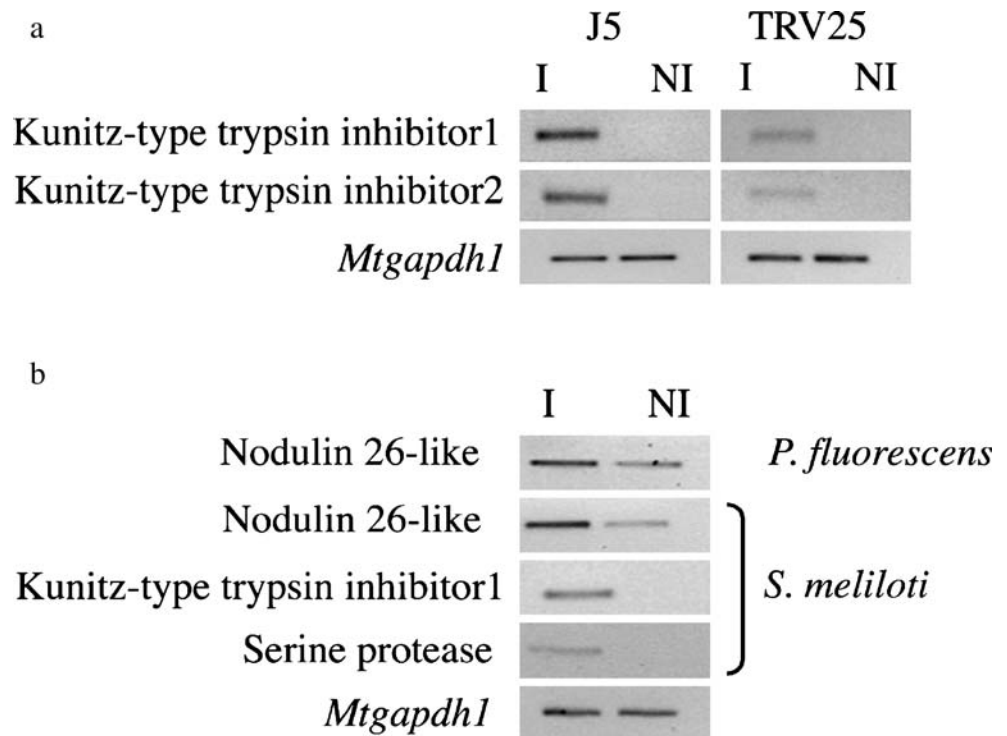 a
J5 TRV25
I NI I NI
Kunitz-type trypsin inhibitor1
Kunitz-type trypsin inhibitor2
Mtgapdh1
b
I NI
Nodulin 26-like P. fluorescens
Nodulin 26-like
Kunitz-type trypsin inhibitor1 S. meliloti
Serine protease
Mtgapdh1